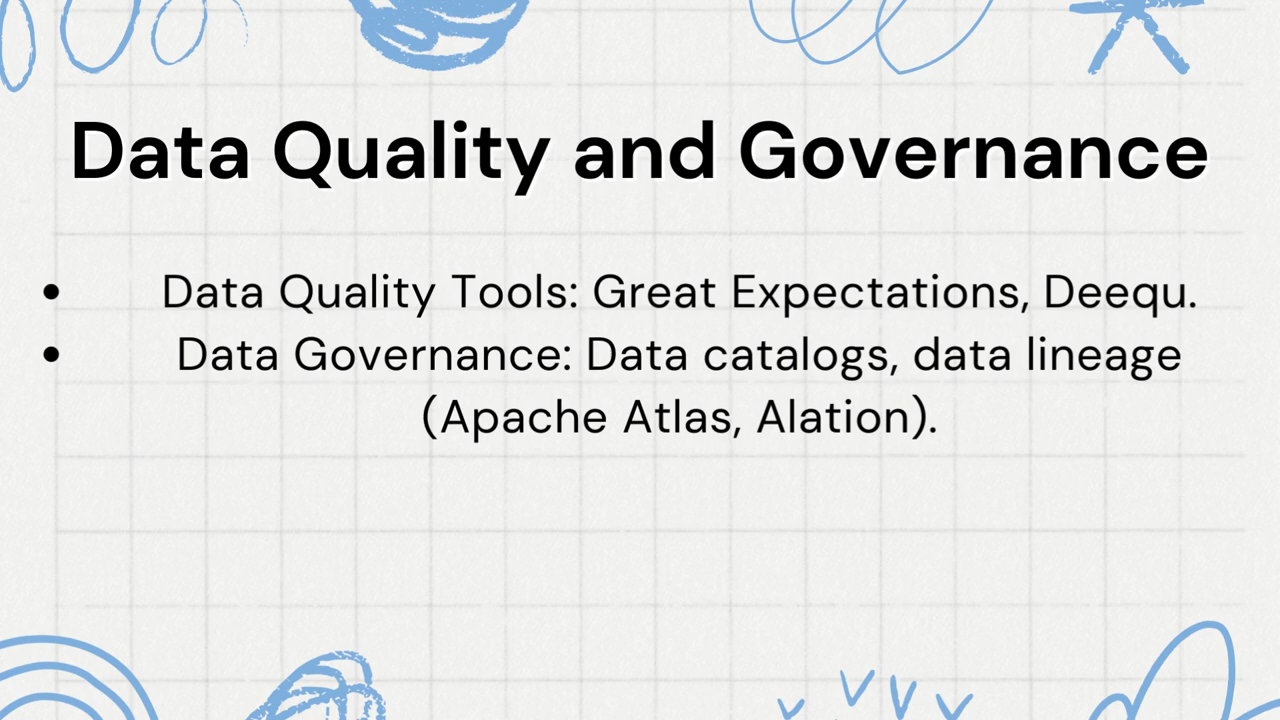 Data Quality and Governance
• Data Quality Tools: Great Expectations, Deequ.
• Data Governance: Data catalogs, data lineage
(Apache Atlas, Alation).